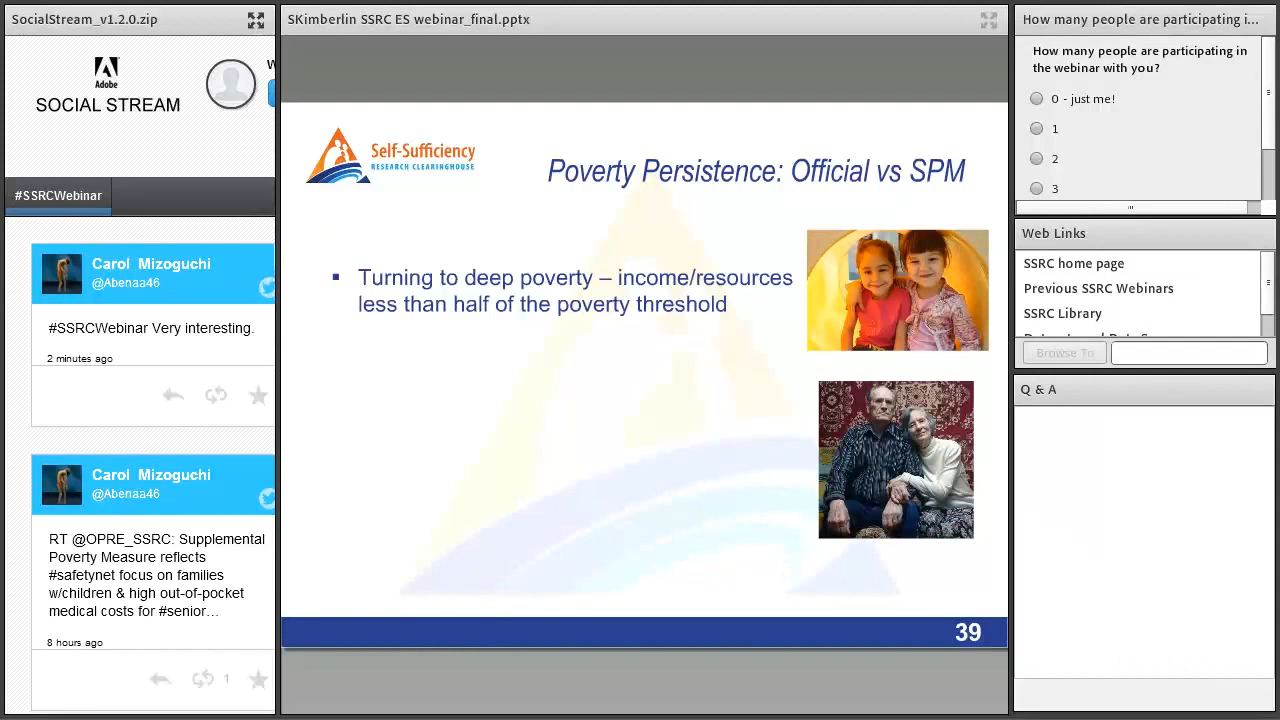 SocialStream_v1.2.0.zip
Adobe
SOCIAL STREAM
#SSRCWebinar
Carol Mizoguchi
@Abenaa46
#SSRCWebinar Very interesting.
2 minutes ago
Carol Mizoguchi
@Abenaa46
RT @OPRE_SSRC: Supplemental
Poverty Measure reflects
#safetynet focus on families
w/children & high out-of-pocket
medical costs for #senior…
8 hours ago
1
SKimberlin SSRC ES webinar_final.pptx
Self-Sufficiency
RESEARCH CLEARINGHOUSE
Poverty Persistence: Official vs SPM
▪ Turning to deep poverty – income/resources
less than half of the poverty threshold
39
How many people are participating i...
How many people are participating in
the webinar with you?
0 - just me!
1
2
3
Web Links
SSRC home page
Previous SSRC Webinars
SSRC Library
Browse To
Q & A